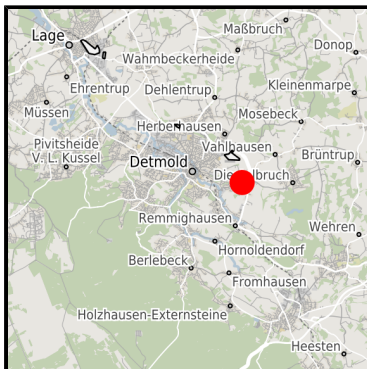 Maßbruch
Lage
Donop
Wahmbeckerheide
Ehrentrup
Dehlentrup
Kleinenmarpe
Müssen
Mosebeck
Herberhausen
Pivitsheide
V. L. Kussel
Vahlhausen
Brüntrup
Detmold
Remmighausen
Wehren
Hornoldendorf
Berlebeck
Fromhausen
Holzhausen-Externsteine
Heesten